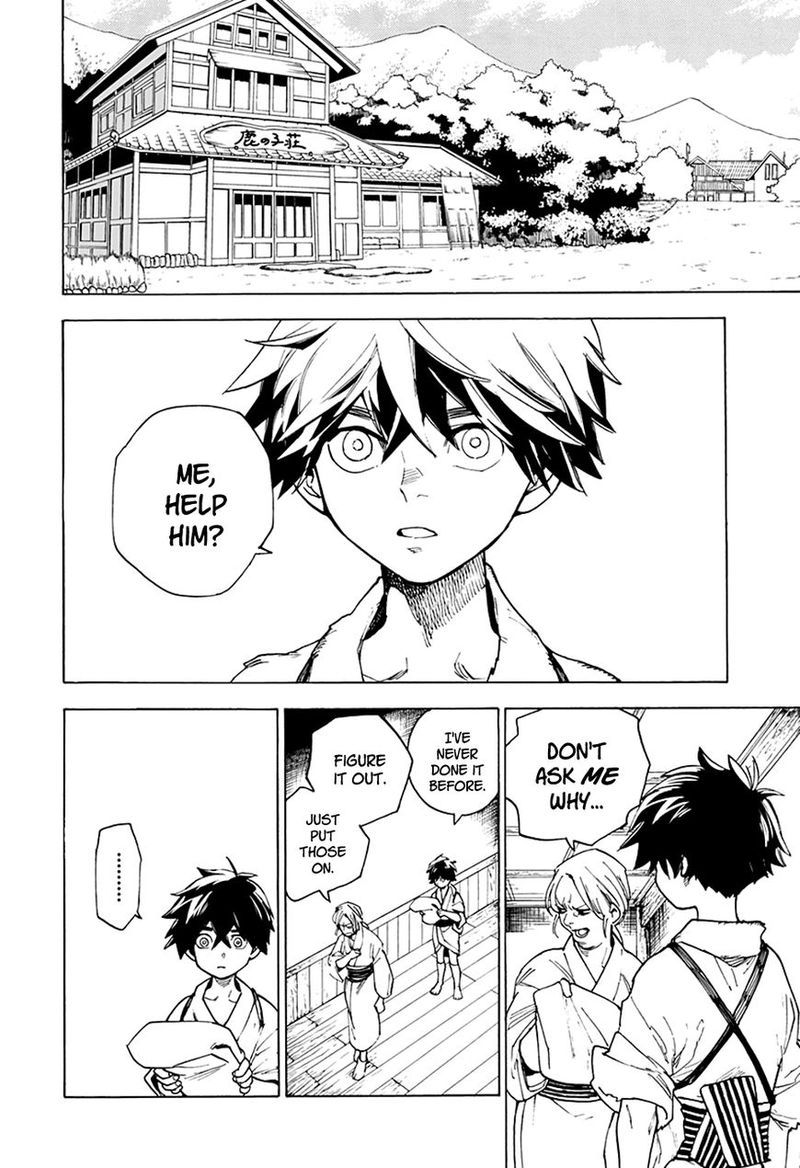 鹿の子荘
ME,
HELP
HIM?
DON'T
ASK ME
WHY...
I'VE
NEVER
DONE IT
BEFORE.
FIGURE
IT OUT.
JUST
PUT
THOSE
ON.
.........